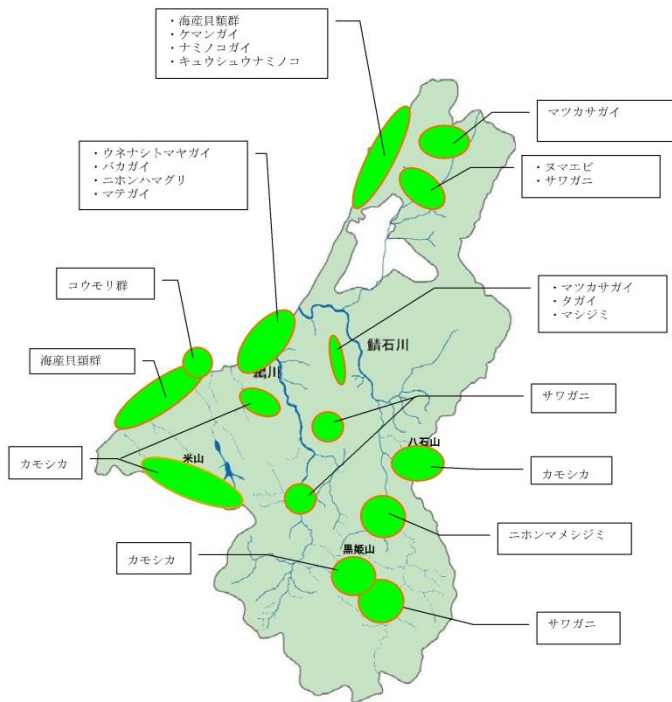 ・海産貝類群
・ケマンガイ
・ナミノコガイ
・キュウシュウナミノコ
マツカサガイ
・ウネナシトマヤガイ
・バカガイ
・ニホンハマグリ
・マテガイ
・ヌマエビ
・サワガニ
コウモリ群
・マツカサガイ
・タガイ
・マシジミ
鯖石川
海産貝類群
川
サワガニ
八石山
カモシカ
米山
カモシカ
ニホンマメシジミ
黒姫山
カモシカ
サワガニ